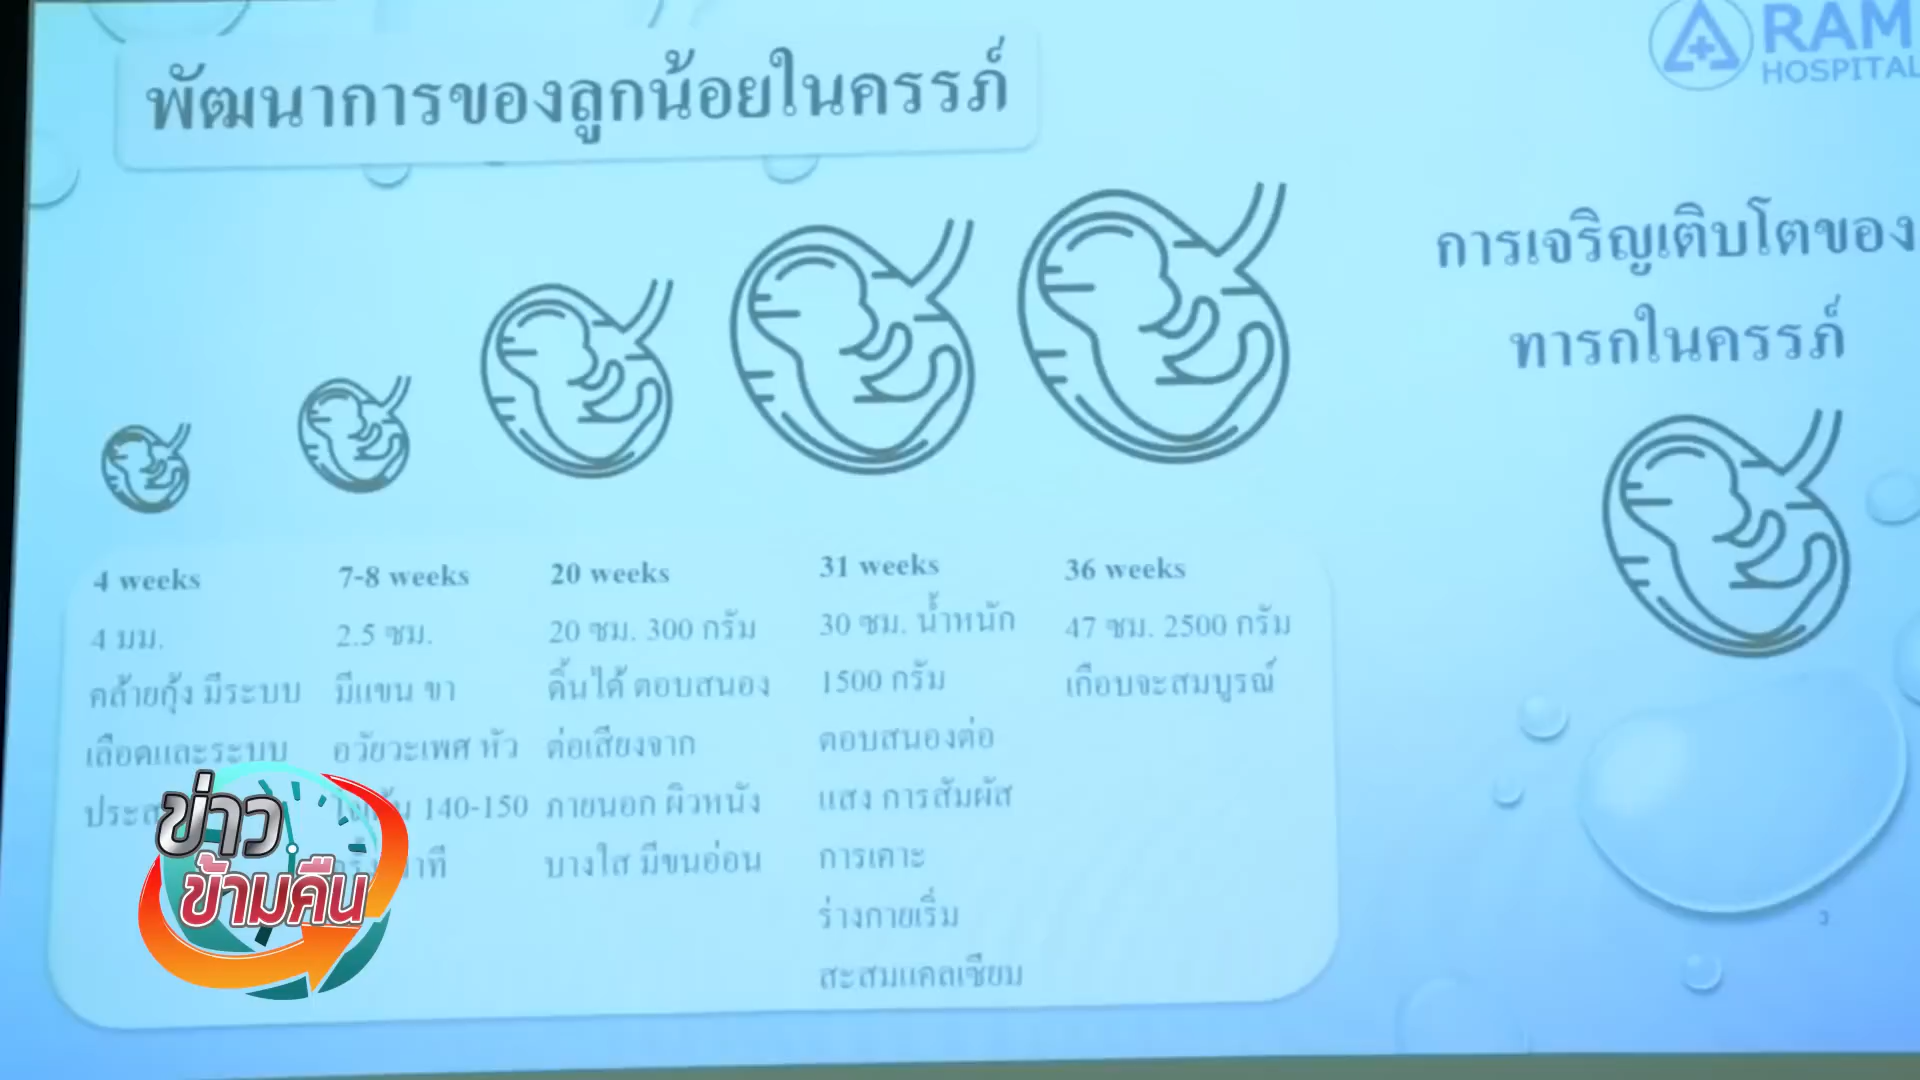 พัฒนาการของลูกน้อยในครรภ์
RAM
HOSPITAL
การเจริญเติบโตของ
ทารกในครรภ์
4 weeks
4 มม.
คล้ายกุ้ง มีระบบ
เลือดและระบบ
7-8 weeks
2.5 ซม.
มีแขน ขา
อวัยวะเพศ หัว
140-150
20 weeks
20 ซม. 300 กรัม
ดิ้นได้ ตอบสนอง
ต่อเสียงจาก
ภายนอก ผิวหนัง
บางใส มีขนอ่อน
31 weeks
30 ซม. น้ำหนัก
1500 กรัม
ตอบสนองต่อ
แสง การสัมผัส
การเคาะ
ร่างกายเริ่ม
สะสมแคลเซียม
36 weeks
47 ซม. 2500 กรัม
เกือบจะสมบูรณ์
3
ข่าว
ข้ามคืน